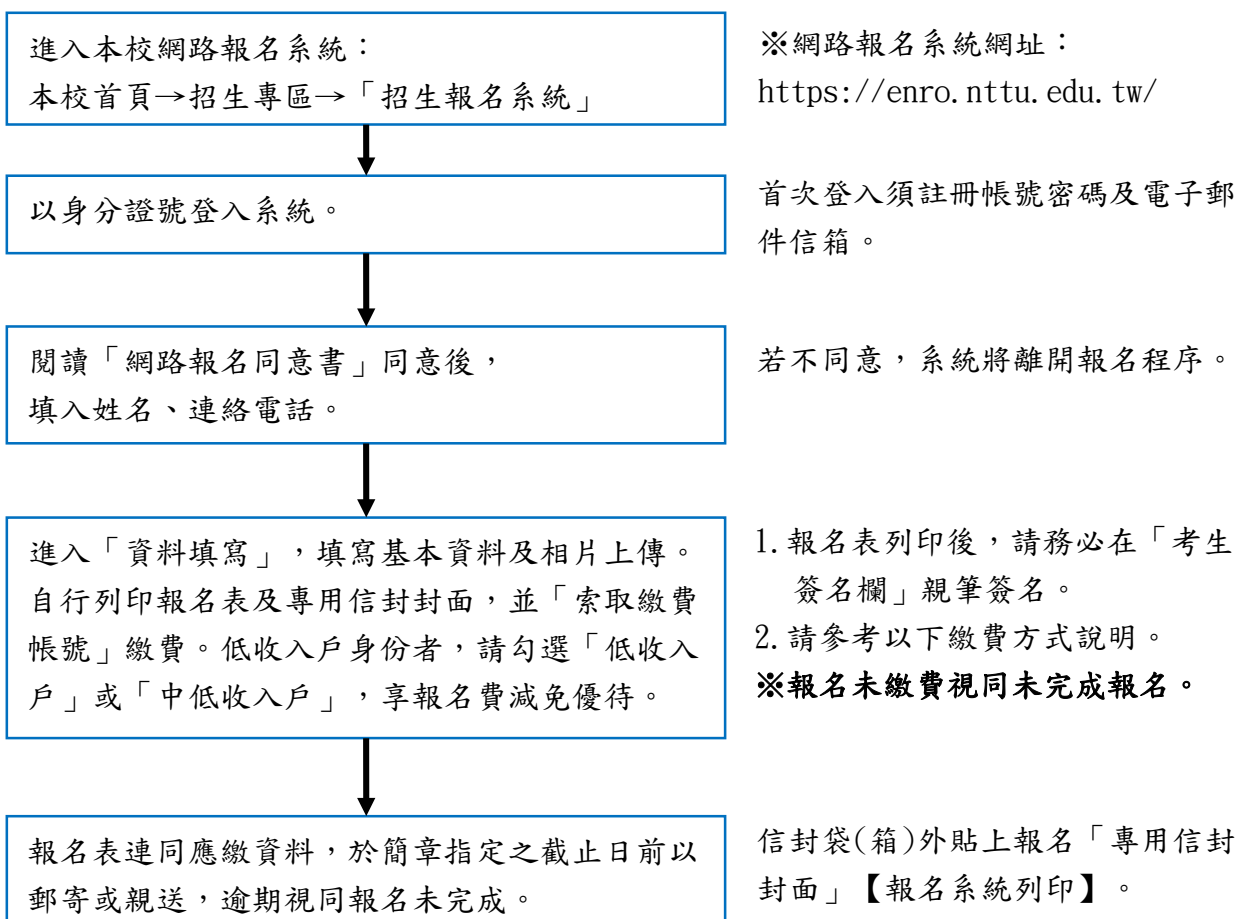 進入本校網路報名系統：
本校首頁→招生專區→「招生報名系統」
※網路報名系統網址：
https://enro.nttu.edu.tw/
以身分證號登入系統。
首次登入須註冊帳號密碼及電子郵
件信箱。
閱讀「網路報名同意書」同意後，
填入姓名、連絡電話。
若不同意，系統將離開報名程序。
進入「資料填寫」，填寫基本資料及相片上傳。
自行列印報名表及專用信封封面，並「索取繳費
帳號」繳費。低收入戶身份者，請勾選「低收入
戶」或「中低收入戶」，享報名費減免優待。
1.報名表列印後，請務必在「考生
簽名欄」親筆簽名。
2.請參考以下繳費方式說明。
※報名未繳費視同未完成報名。
報名表連同應繳資料，於簡章指定之截止日前以
郵寄或親送，逾期視同報名未完成。
信封袋(箱)外貼上報名「專用信封
封面」【報名系統列印】。